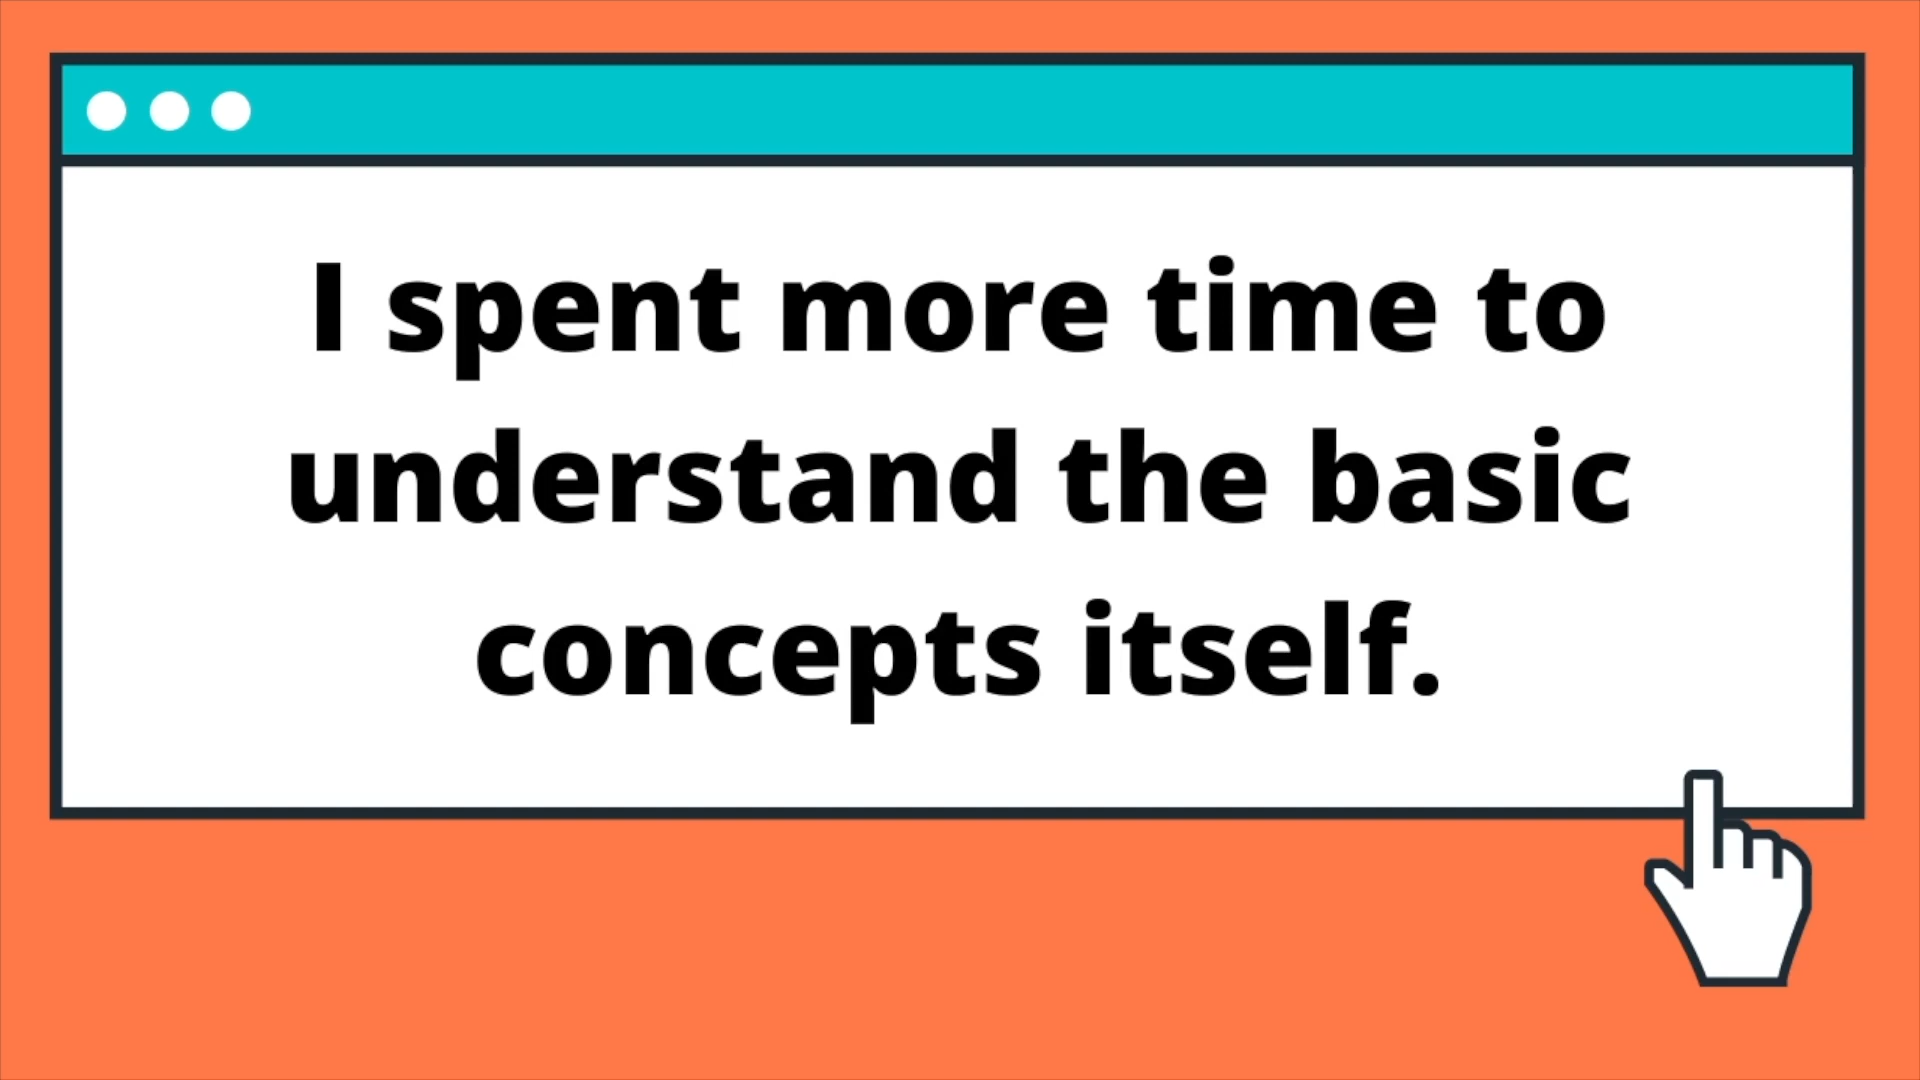 I spent more time to
understand the basic
concepts itself.